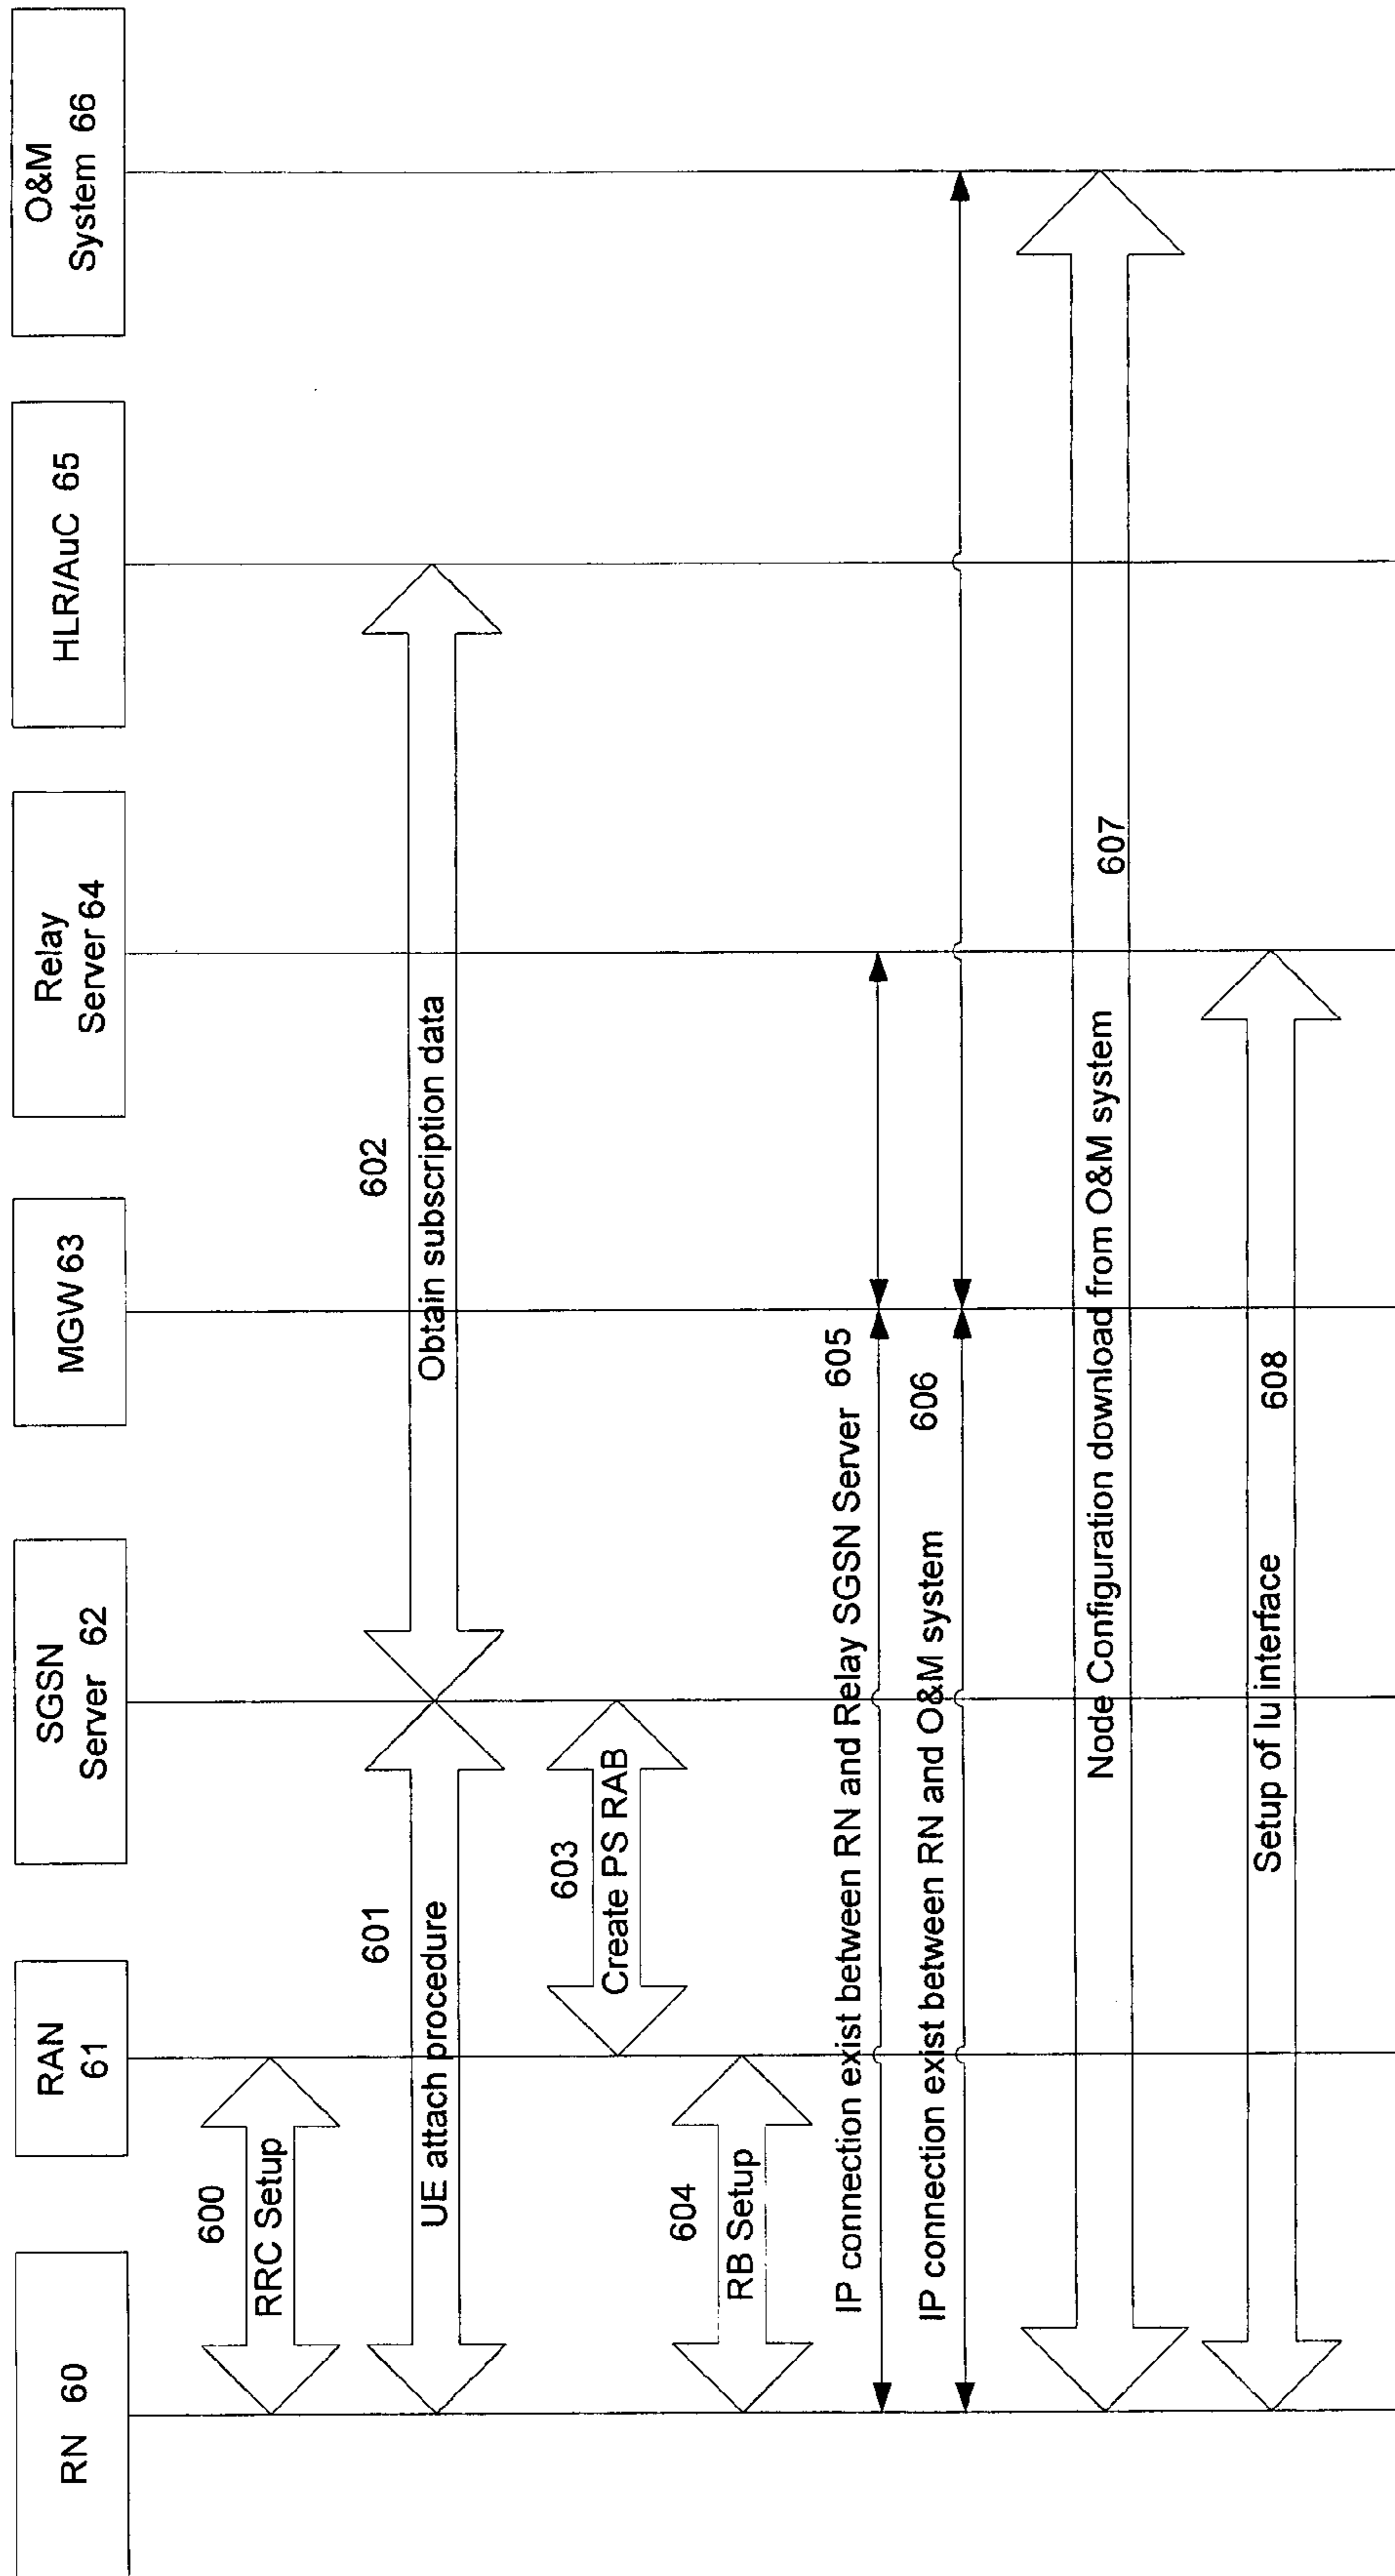 RN 60
RAN
61
SGSN
Server 62
MGW 63
Relay
Server 64
HLR/AuC 65
O&M
System 66
600
RRC Setup
601
UE attach procedure
602
Obtain subscription data
603
Create PS RAB
604
RB Setup
IP connection exist between RN and Relay SGSN Server 605
IP connection exist between RN and O&M system 606
607
Node Configuration download from O&M system
608
Setup of Iu interface